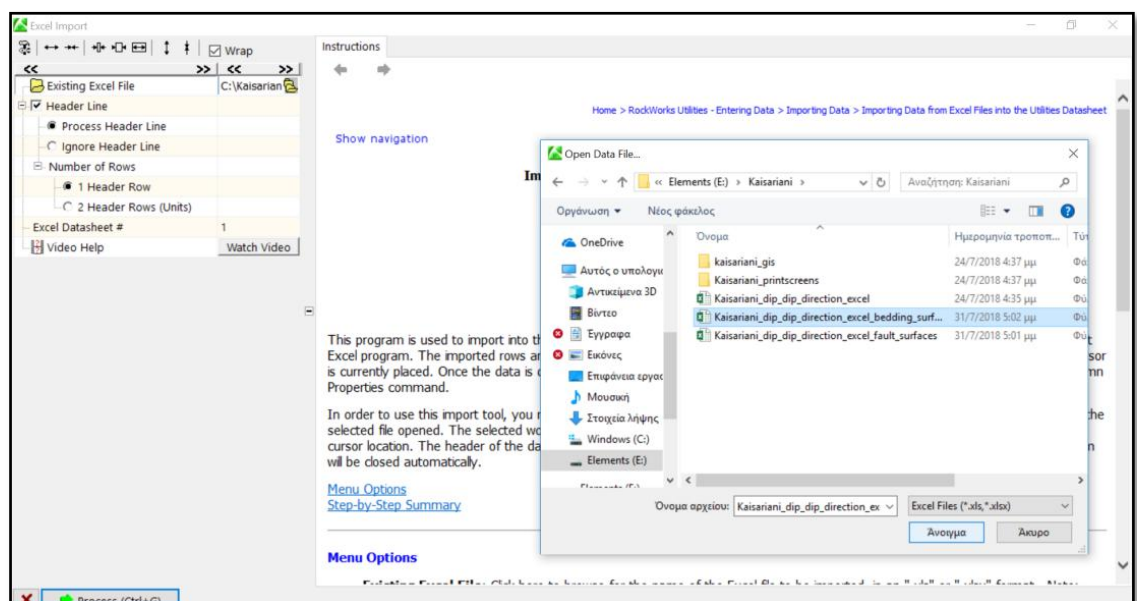 Excel Import
Wrap
<< >> << >>
Existing Excel File C:\Kaisarian
Header Line
Process Header Line
Ignore Header Line
Number of Rows
1 Header Row
2 Header Rows (Units)
Excel Datasheet # 1
Video Help Watch Video
Process (Ctrl+G)
Instructions
Home > RockWorks Utilities - Entering Data > Importing Data > Importing Data from Excel Files into the Utilities Datasheet
Show navigation
Im
This program is used to import into th
Excel program. The imported rows ar
is currently placed. Once the data is
Properties command.
In order to use this import tool, you
selected file opened. The selected wo
cursor location. The header of the da
will be closed automatically.
Menu Options
Step-by-Step Summary
Menu Options
Open Data File...
« Elements (E:) > Kaisariani >
Αναζήτηση: Kaisariani
Οργάνωση
Νέος φάκελος
OneDrive
Αυτός ο υπολογι
Αντικείμενα 3D
Βίντεο
Έγγραφα
Εικόνες
Επιφάνεια εργασ
Μουσική
Στοιχεία λήψης
Windows (C:)
Elements (E:)
Όνομα Ημερομηνία τροποπ... Τύπ
kaisariani_gis 24/7/2018 4:37 μμ Φά
Kaisariani_printscreens 24/7/2018 4:37 μμ Φά
Kaisariani_dip_dip_direction_excel 24/7/2018 4:35 μμ Φύ
Kaisariani_dip_dip_direction_excel_bedding_surf... 31/7/2018 5:02 μμ Φύ
Kaisariani_dip_dip_direction_excel_fault_surfaces 31/7/2018 5:01 μμ Φύ
Όνομα αρχείου: Kaisariani_dip_dip_direction_ex Excel Files (*.xls,*.xlsx)
Άνοιγμα Άκυρο